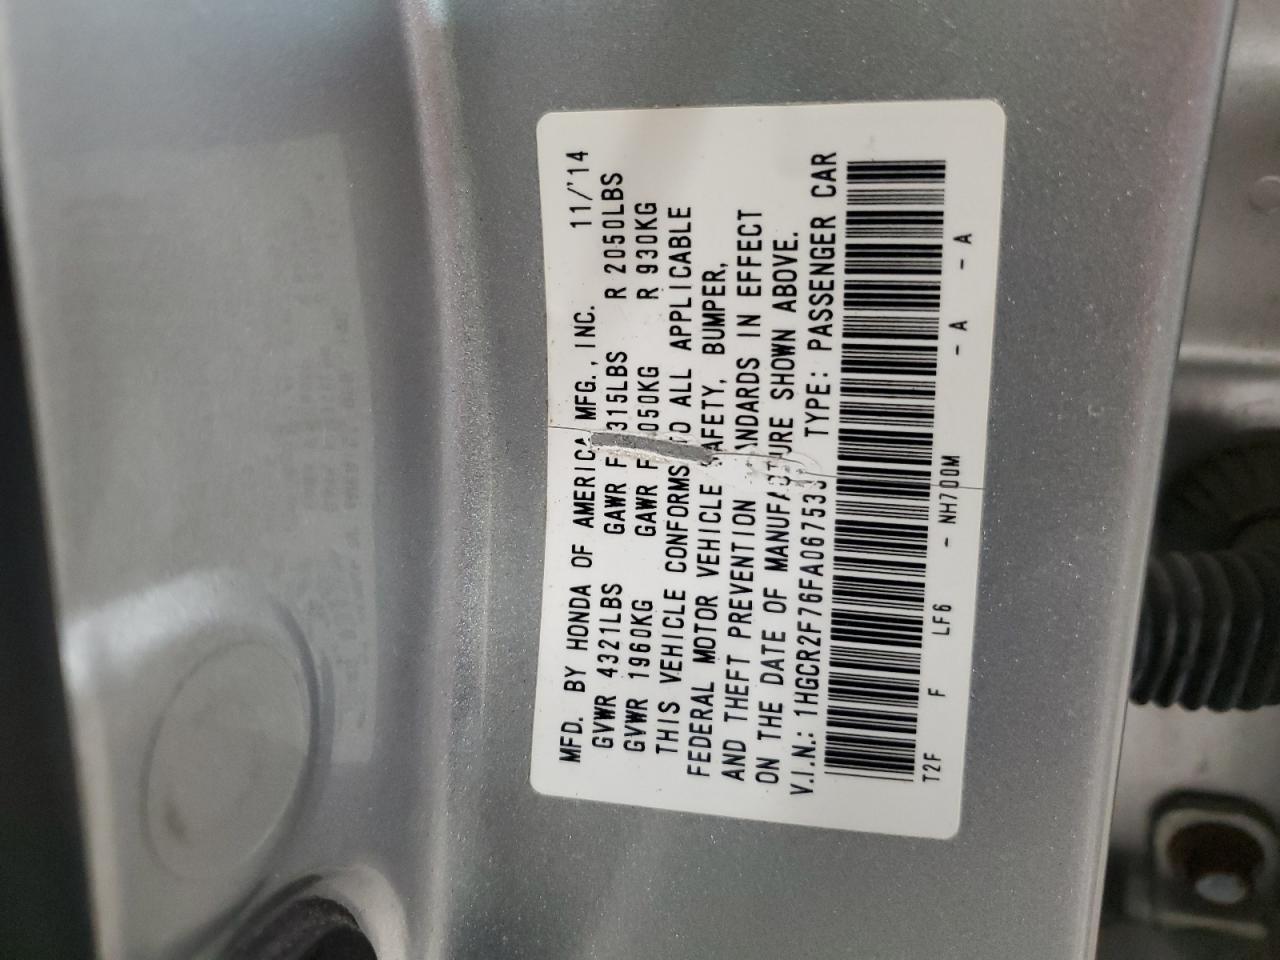 MFD. BY HONDA OF AMERICA MFG., INC. 11/'14
GVWR 4321LBS GAWR F R 2050LBS
GVWR 1960KG GAWR F R 930KG
THIS VEHICLE CONFORMS TO ALL APPLICABLE
FEDERAL MOTOR VEHICLE SAFETY, BUMPER,
AND THEFT PREVENTION STANDARDS IN EFFECT
ON THE DATE OF MANUFACTURE SHOWN ABOVE.
V.I.N.: 1HGCR2F76FA067533 TYPE: PASSENGER CAR
T2F F LF6 - NH700M - A - A